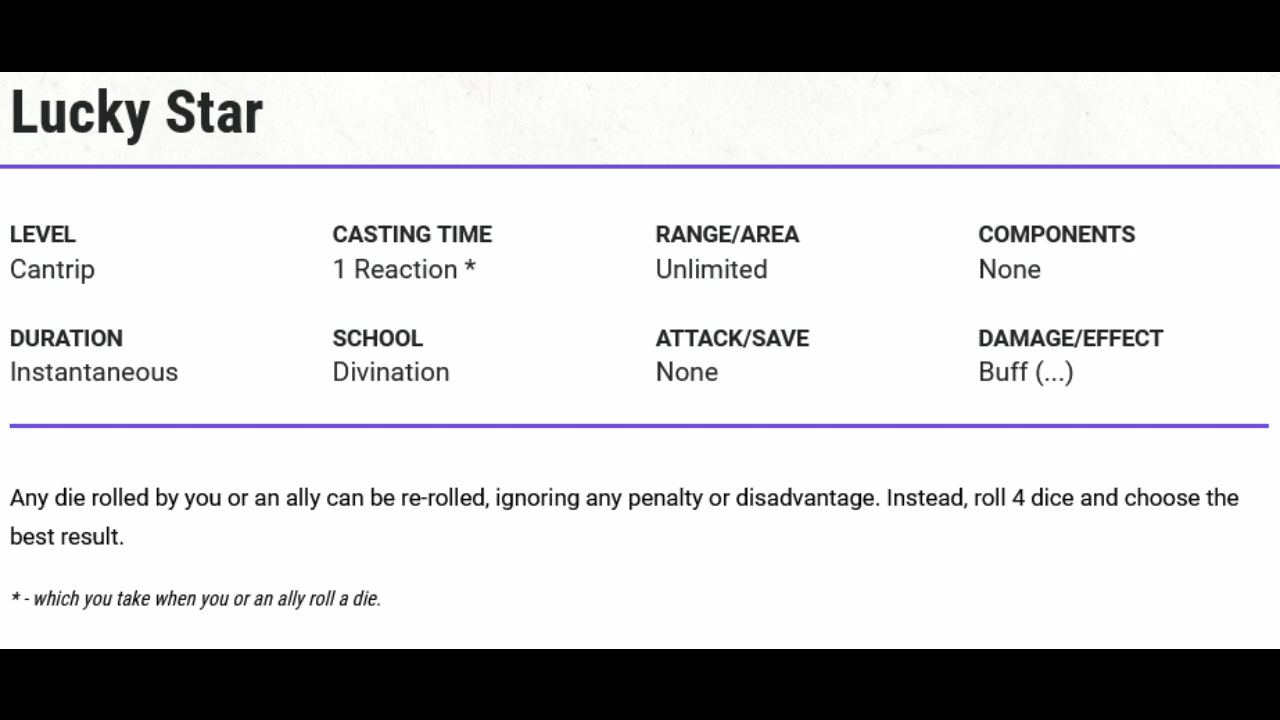 Lucky Star
LEVEL
Cantrip
CASTING TIME
1 Reaction *
RANGE/AREA
Unlimited
COMPONENTS
None
DURATION
Instantaneous
SCHOOL
Divination
ATTACK/SAVE
None
DAMAGE/EFFECT
Buff (...)
Any die rolled by you or an ally can be re-rolled, ignoring any penalty or disadvantage. Instead, roll 4 dice and choose the
best result.
* - which you take when you or an ally roll a die.